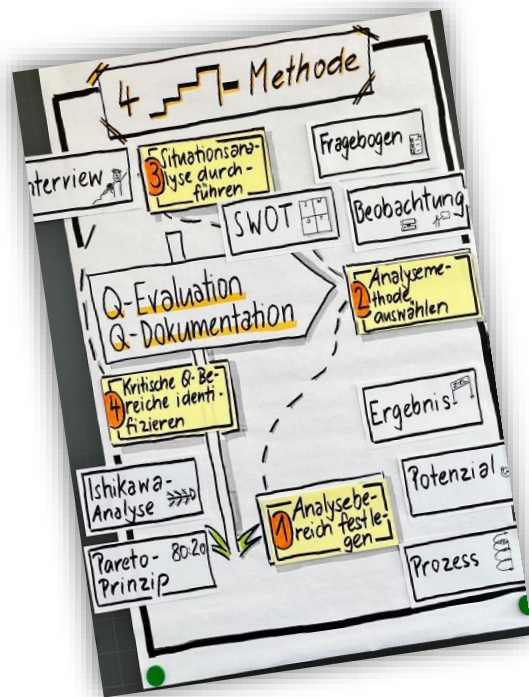 4 - Methode
Interview
3 Situationsana-
lyse durch-
führen
Fragebogen
SWOT
Beobachtung
Q-Evaluation
Q-Dokumentation
2 Analyseme-
thode
auswählen
4 Kritische Q-Be-
reiche identi-
fizieren
Ergebnis
Ishikawa-
Analyse
Potenzial
1 Analysebe-
reich festle-
gen
Pareto- 80:20
Prinzip
Prozess